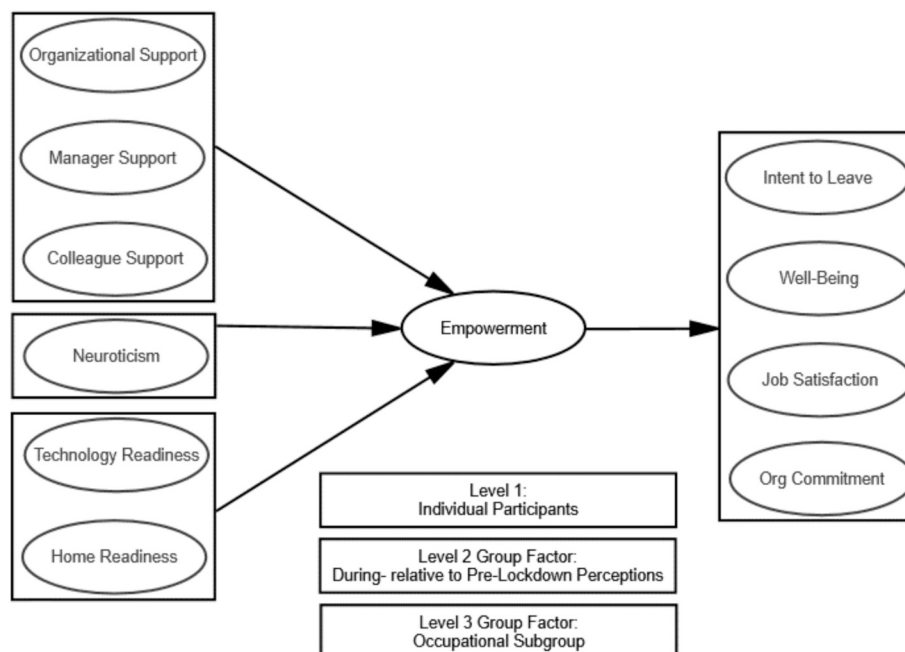 Organizational Support
Manager Support
Colleague Support
Neuroticism
Technology Readiness
Home Readiness
Empowerment
Intent to Leave
Well-Being
Job Satisfaction
Org Commitment
Level 1:
Individual Participants
Level 2 Group Factor:
During- relative to Pre-Lockdown Perceptions
Level 3 Group Factor:
Occupational Subgroup